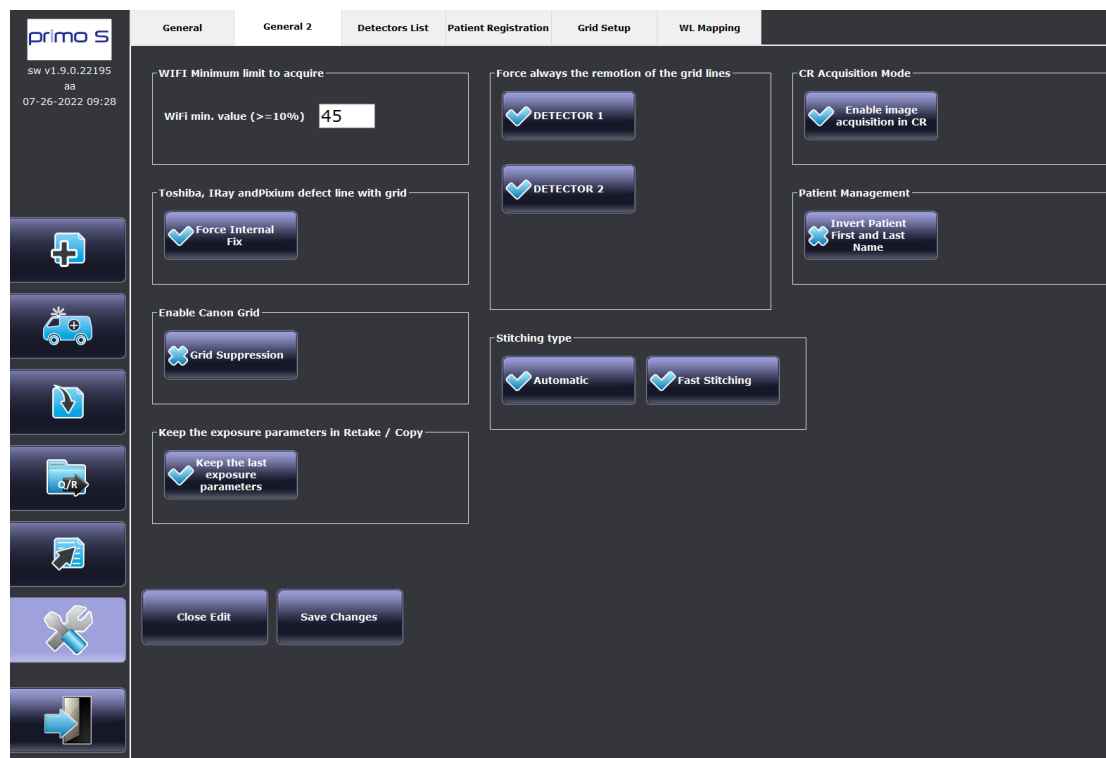 primo S
sw v1.9.0.22195
aa
07-26-2022 09:28
General
General 2
Detectors List
Patient Registration
Grid Setup
WL Mapping
WIFI Minimum limit to acquire
WiFi min. value (>=10%)
45
Toshiba, IRay andPixium defect line with grid
Force Internal
Fix
Enable Canon Grid
Grid Suppression
Keep the exposure parameters in Retake / Copy
Keep the last
exposure
parameters
Force always the remotion of the grid lines
DETECTOR 1
DETECTOR 2
Stitching type
Automatic
Fast Stitching
CR Acquisition Mode
Enable image
acquisition in CR
Patient Management
Invert Patient
First and Last
Name
Q/R
Close Edit
Save Changes